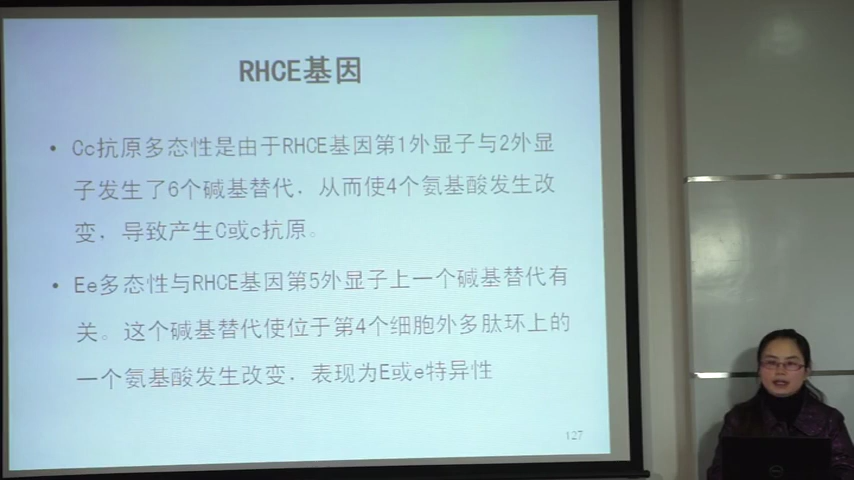 RHCE基因
• Cc抗原多态性是由于RHCE基因第1外显子与2外显
子发生了6个碱基替代，从而使4个氨基酸发生改
变，导致产生C或c抗原。
• Ee多态性与RHCE基因第5外显子上一个碱基替代有
关。这个碱基替代使位于第4个细胞外多肽环上的
一个氨基酸发生改变，表现为E或e特异性
127
DELL